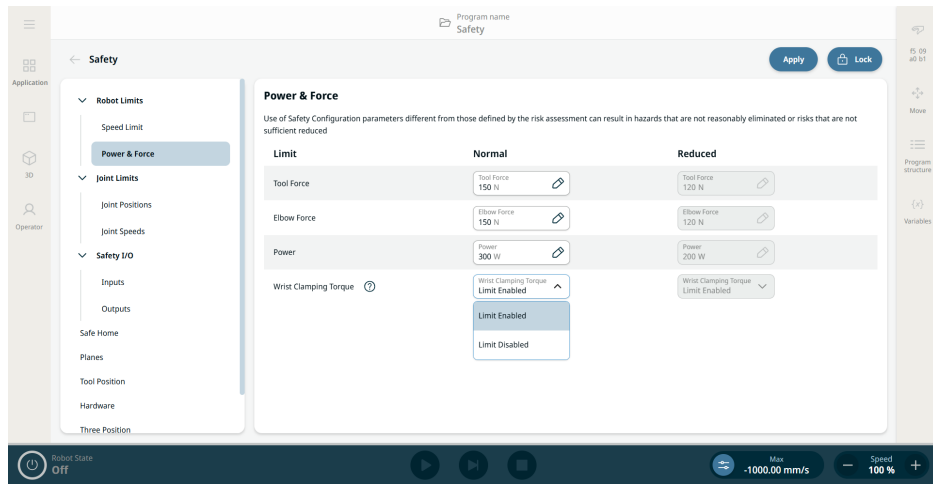 Program name
Safety
Safety
Apply
Lock
f5 09
a0 b1
Application
3D
Operator
Move
Program
structure
{x}
Variables
Robot Limits
Speed Limit
Power & Force
Joint Limits
Joint Positions
Joint Speeds
Safety I/O
Inputs
Outputs
Safe Home
Planes
Tool Position
Hardware
Three Position
Power & Force
Use of Safety Configuration parameters different from those defined by the risk assessment can result in hazards that are not reasonably eliminated or risks that are not
sufficient reduced
Limit Normal Reduced
Tool Force
Tool Force
150 N
Tool Force
120 N
Elbow Force
Elbow Force
150 N
Elbow Force
120 N
Power
Power
300 W
Power
200 W
Wrist Clamping Torque ?
Wrist Clamping Torque
Limit Enabled
Wrist Clamping Torque
Limit Enabled
Limit Enabled
Limit Disabled
Robot State
Off
Max
-1000.00 mm/s
Speed
100 %